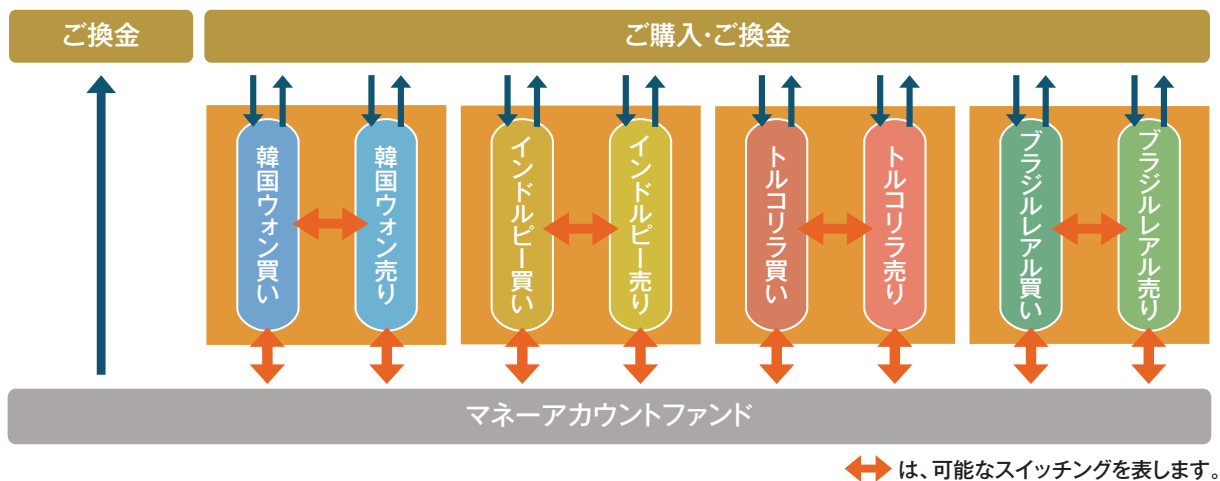 ご換金
ご購入・ご換金
韓国ウォン買い
韓国ウォン売り
インドルピー買い
インドルピー売り
トルコリラ買い
トルコリラ売り
ブラジルレアル買い
ブラジルレアル売り
マネーアカウントファンド
は、可能なスイッチングを表します。